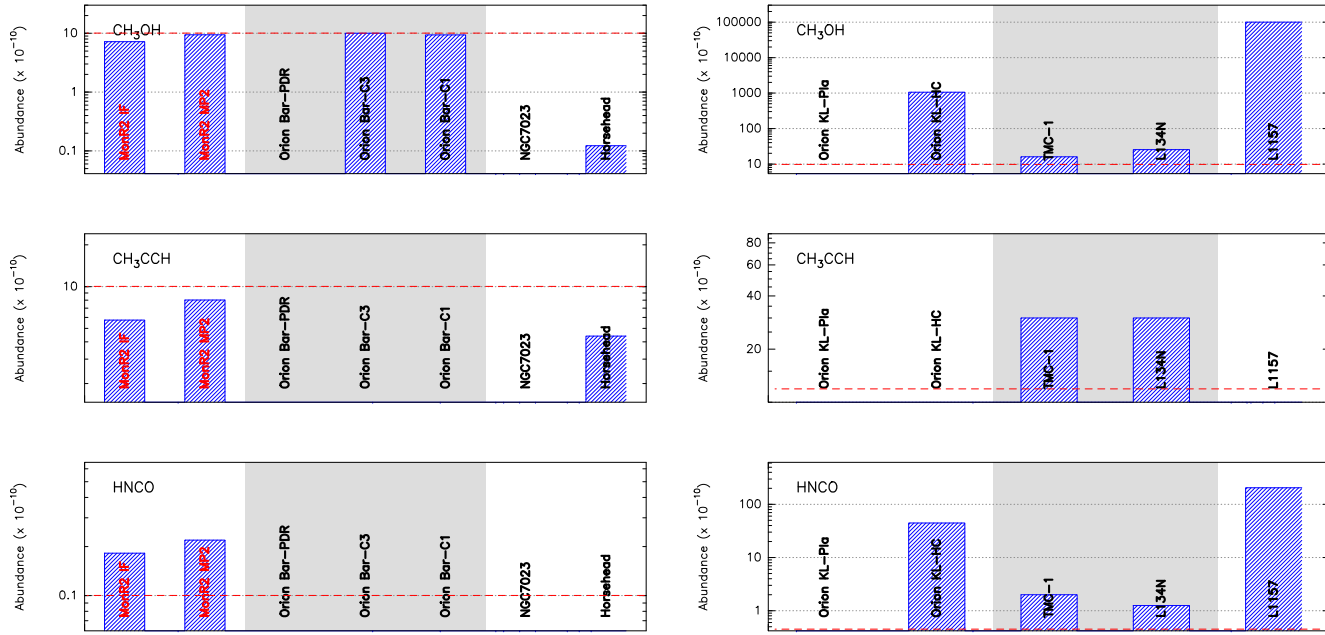 CH3OH
Abundance (x 10^-10)
10
1
0.1
MonR2 IF
MonR2 MP2
Orion Bar-PDR
Orion Bar-C3
Orion Bar-C1
NGC7023
Horsehead
CH3OH
Abundance (x 10^-10)
100000
10000
1000
100
10
Orion KL-Pla
Orion KL-HC
TMC-1
L134N
L1157
CH3CCH
Abundance (x 10^-10)
10
MonR2 IF
MonR2 MP2
Orion Bar-PDR
Orion Bar-C3
Orion Bar-C1
NGC7023
Horsehead
CH3CCH
Abundance (x 10^-10)
80
60
40
20
Orion KL-Pla
Orion KL-HC
TMC-1
L134N
L1157
HNCO
Abundance (x 10^-10)
0.1
MonR2 IF
MonR2 MP2
Orion Bar-PDR
Orion Bar-C3
Orion Bar-C1
NGC7023
Horsehead
HNCO
Abundance (x 10^-10)
100
10
1
Orion KL-Pla
Orion KL-HC
TMC-1
L134N
L1157